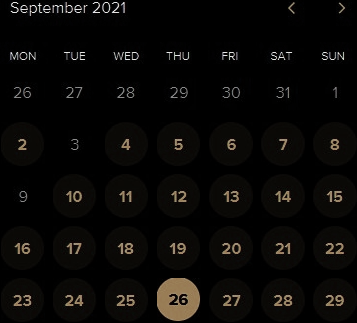 September 2021
MON TUE WED THU FRI SAT SUN
26 27 28 29 30 31 1
2 3 4 5 6 7 8
9 10 11 12 13 14 15
16 17 18 19 20 21 22
23 24 25 26 27 28 29